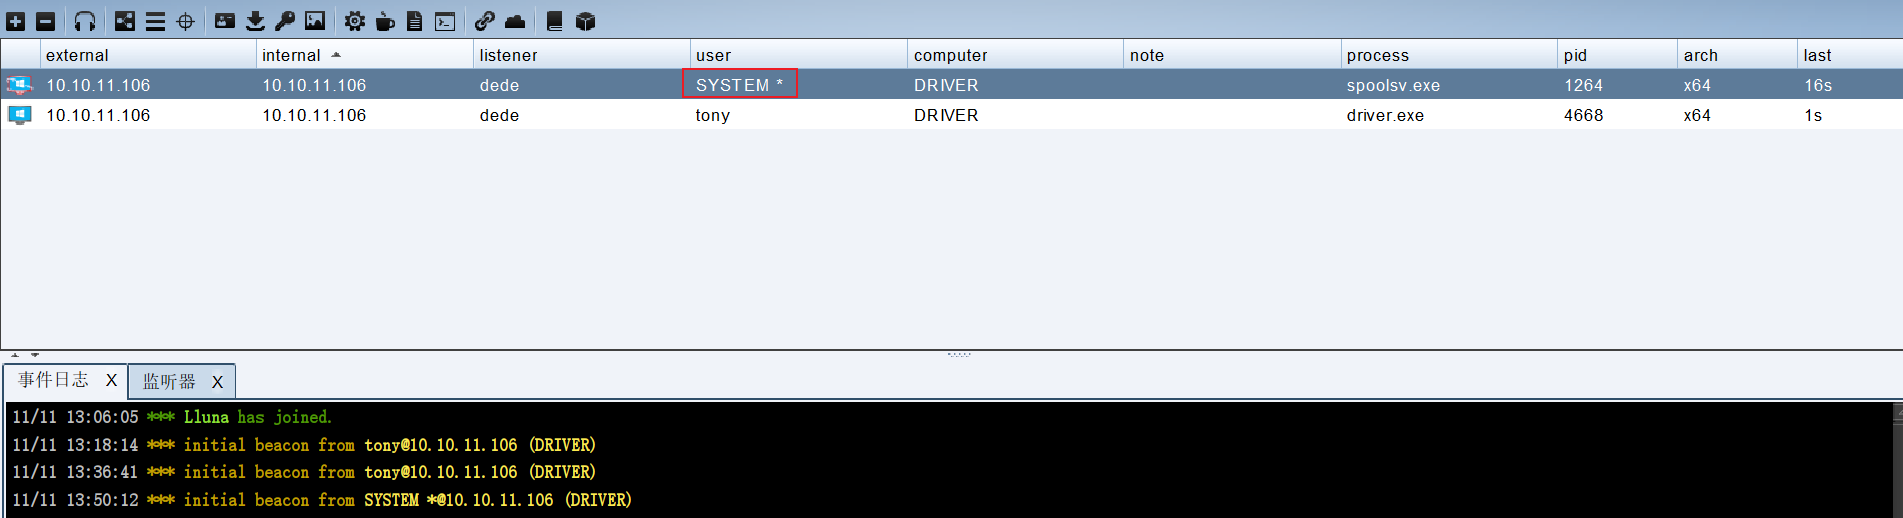 external internal listener user computer note process pid arch last
10.10.11.106 10.10.11.106 dede SYSTEM * DRIVER spoolsv.exe 1264 x64 16s
10.10.11.106 10.10.11.106 dede tony DRIVER driver.exe 4668 x64 1s
事件日志 X 监听器 X
11/11 13:06:05 *** Lluna has joined.
11/11 13:18:14 *** initial beacon from tony@10.10.11.106 (DRIVER)
11/11 13:36:41 *** initial beacon from tony@10.10.11.106 (DRIVER)
11/11 13:50:12 *** initial beacon from SYSTEM *@10.10.11.106 (DRIVER)